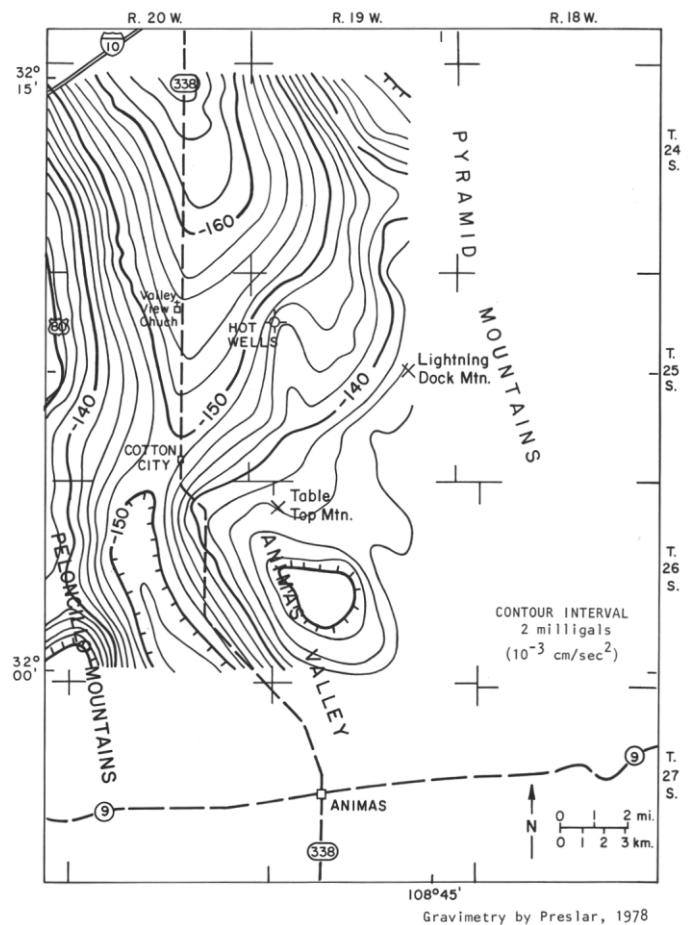 R. 20 W.
R. 19 W.
R. 18 W.
10
32°
15'
338
T.
24
S.
PYRAMID
MOUNTAINS
-160
Valley
View
Chuch
80
HOT
WELLS
Lightning
Dock Mtn.
T.
25
S.
-140
-140
-150
COTTON
CITY
-150
Table
Top Mtn.
ANIMAS
VALLEY
PELONCILLO MOUNTAINS
T.
26
S.
CONTOUR INTERVAL
2 milligals
(10⁻³ cm/sec²)
32°
00'
T.
27
S.
9
9
ANIMAS
N
0 1 2 mi.
0 1 2 3 km.
338
108°45'
Gravimetry by Preslar, 1978